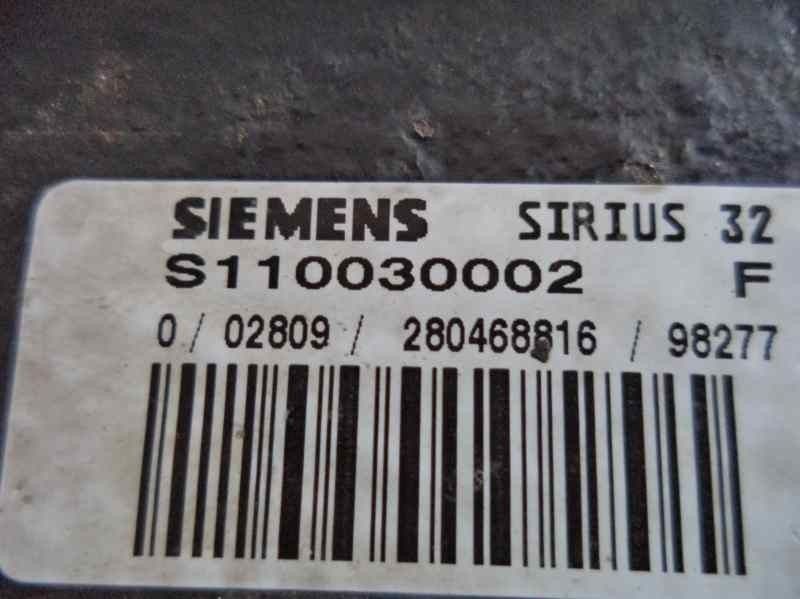 SIEMENS SIRIUS 32
S110030002 F
0 / 02809 / 280468816 / 98277